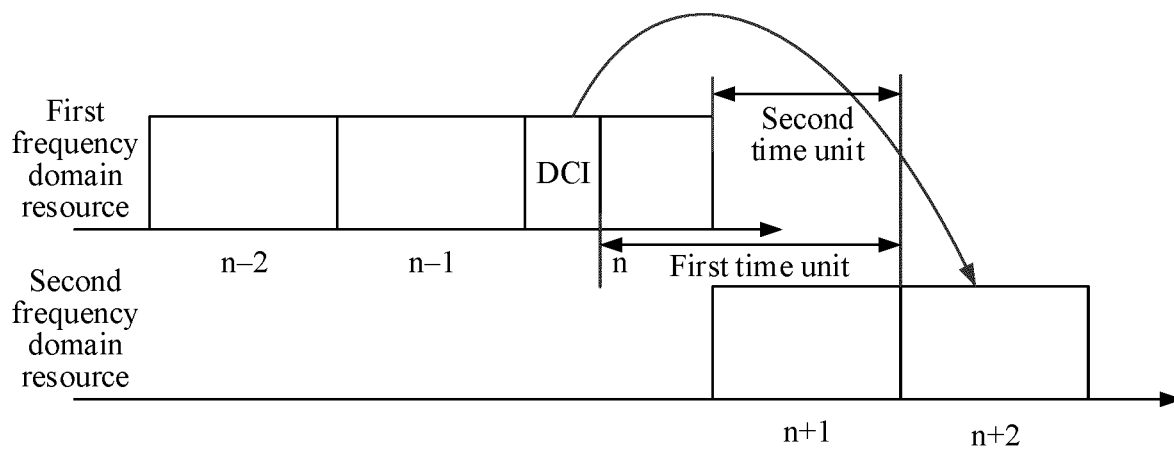 First
frequency
domain
resource
DCI
Second
time unit
n–2
n–1
n
First time unit
Second
frequency
domain
resource
n+1
n+2